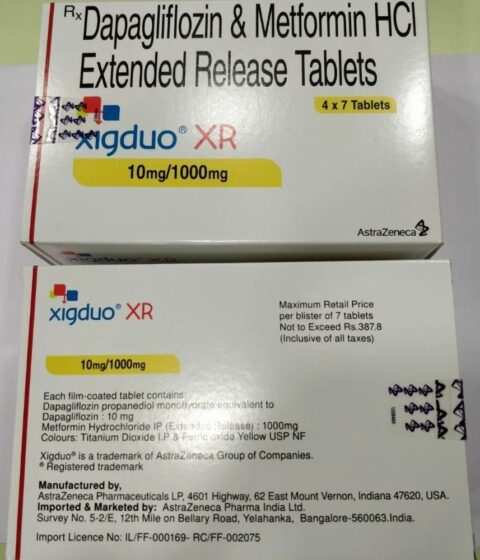 Rx Dapagliflozin & Metformin HCl
Extended Release Tablets
4 x 7 Tablets
xigduo® XR
10mg/1000mg
AstraZeneca
xigduo® XR
xigduo® XR
Maximum Retail Price
per blister of 7 tablets
Not to Exceed Rs.387.8
(Inclusive of all taxes)
10mg/1000mg
Each film-coated tablet contains:
Dapagliflozin propanediol monohydrate equivalent to
Dapagliflozin : 10 mg
Metformin Hydrochloride IP (Extended Release) : 1000mg
Colours: Titanium Dioxide I.P & Ferric oxide Yellow USP NF
Xigduo® is a trademark of AstraZeneca Group of Companies.
® Registered trademark
Manufactured by,
AstraZeneca Pharmaceuticals LP, 4601 Highway, 62 East Mount Vernon, Indiana 47620, USA.
Imported & Marketed by: AstraZeneca Pharma India Ltd.
Survey No. 5-2/E, 12th Mile on Bellary Road, Yelahanka, Bangalore-560063.India.
Import Licence No: IL/FF-000169- RC/FF-002075